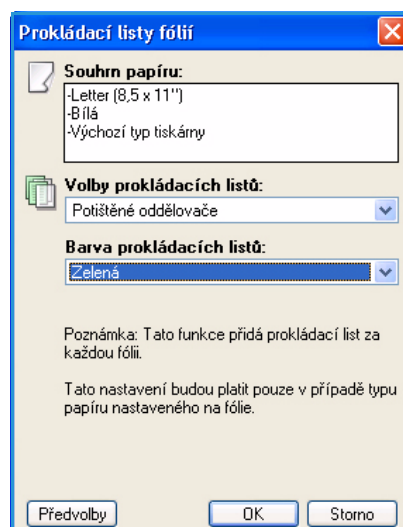 Prokládací listy fólií
Souhrn papíru:
-Letter (8,5 x 11'')
-Bílá
-Výchozí typ tiskárny
Volby prokládacích listů:
Potištěné oddělovače
Barva prokládacích listů:
Zelená
Poznámka: Tato funkce přidá prokládací list za
každou fólii.
Tato nastavení budou platit pouze v případě typu
papíru nastaveného na fólie.
Předvolby
OK
Storno